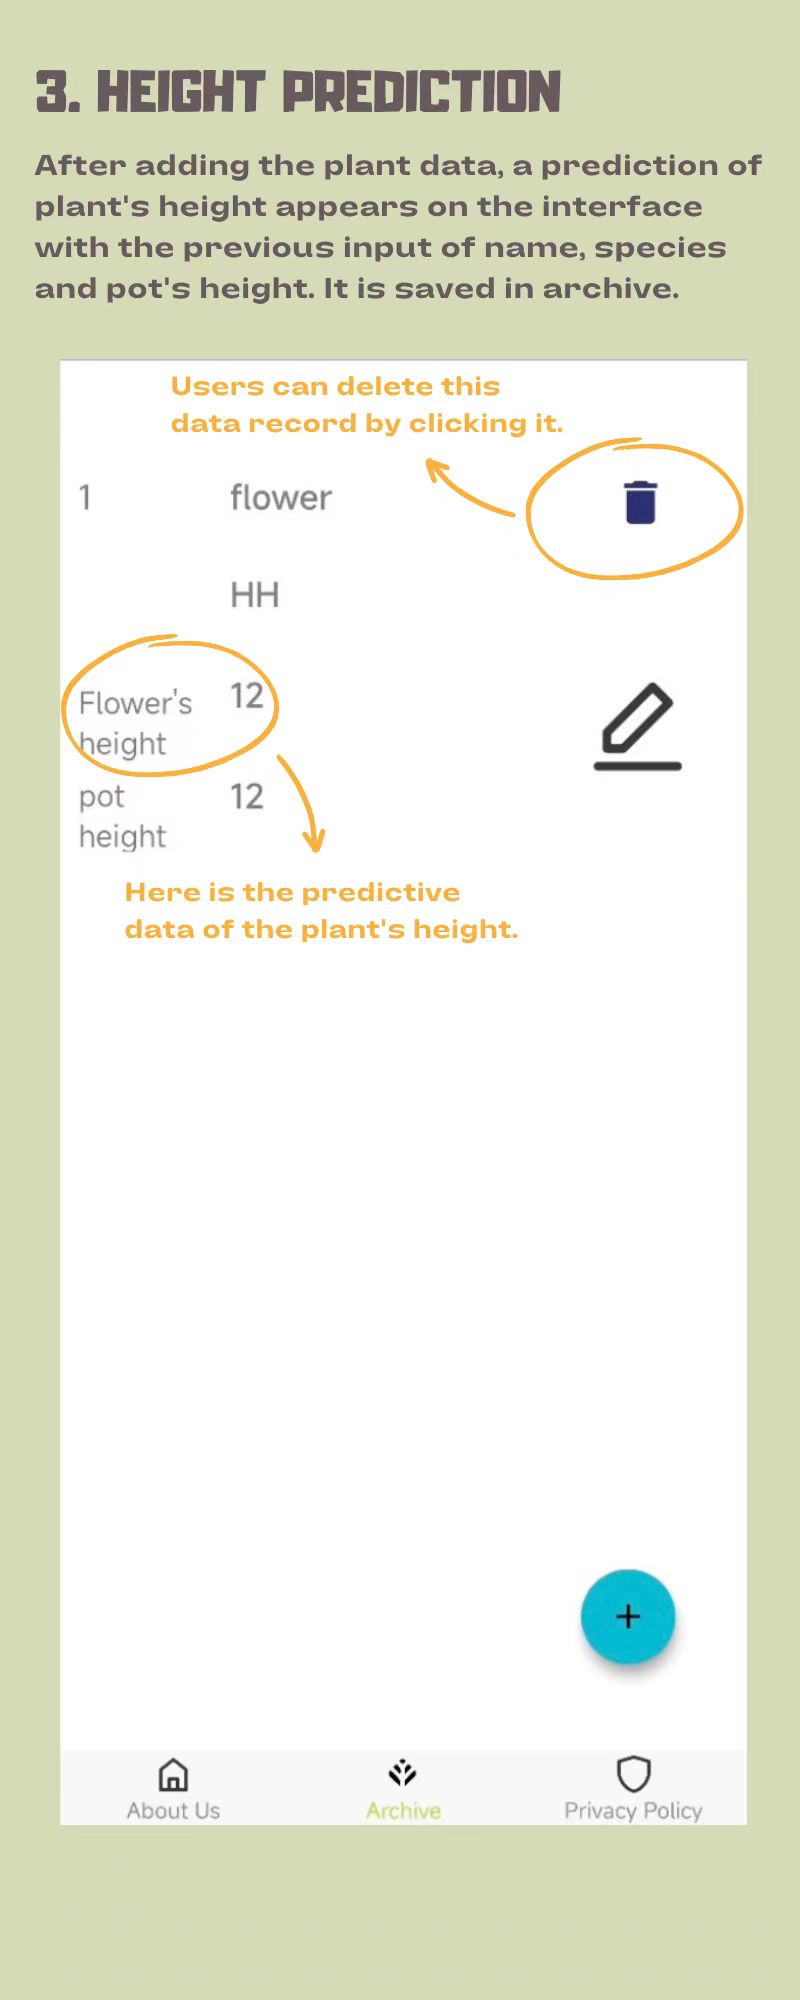 3. HEIGHT PREDICTION
After adding the plant data, a prediction of
plant's height appears on the interface
with the previous input of name, species
and pot's height. It is saved in archive.
Users can delete this
data record by clicking it.
1 flower
HH
Flower's 12
height
pot 12
height
Here is the predictive
data of the plant's height.
+
About Us Archive Privacy Policy